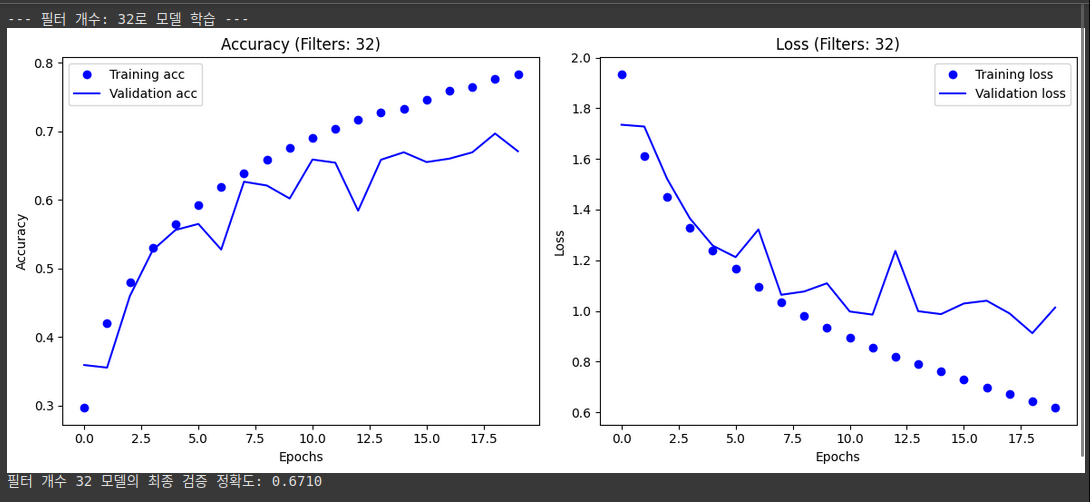 --- 필터 개수: 32로 모델 학습 ---
Accuracy (Filters: 32)
Training acc
Validation acc
0.8
0.7
0.6
0.5
0.4
0.3
Accuracy
0.0 2.5 5.0 7.5 10.0 12.5 15.0 17.5
Epochs
Loss (Filters: 32)
Training loss
Validation loss
2.0
1.8
1.6
1.4
1.2
1.0
0.8
0.6
Loss
0.0 2.5 5.0 7.5 10.0 12.5 15.0 17.5
Epochs
필터 개수 32 모델의 최종 검증 정확도: 0.6710